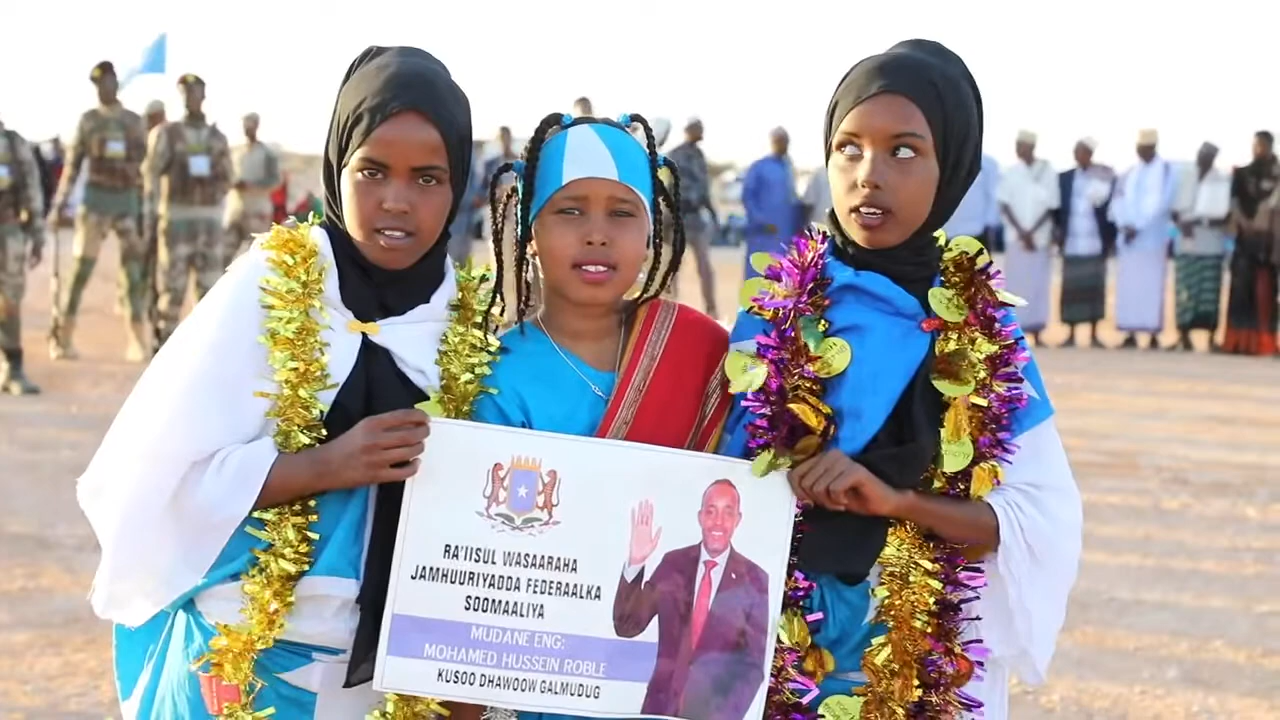 RA'IISUL WASAARAHA
JAMHUURIYADDA FEDERAALKA
SOOMAALIYA
MUDANE ENG:
MOHAMED HUSSEIN ROBLE
KUSOO DHAWOOW GALMUDUG